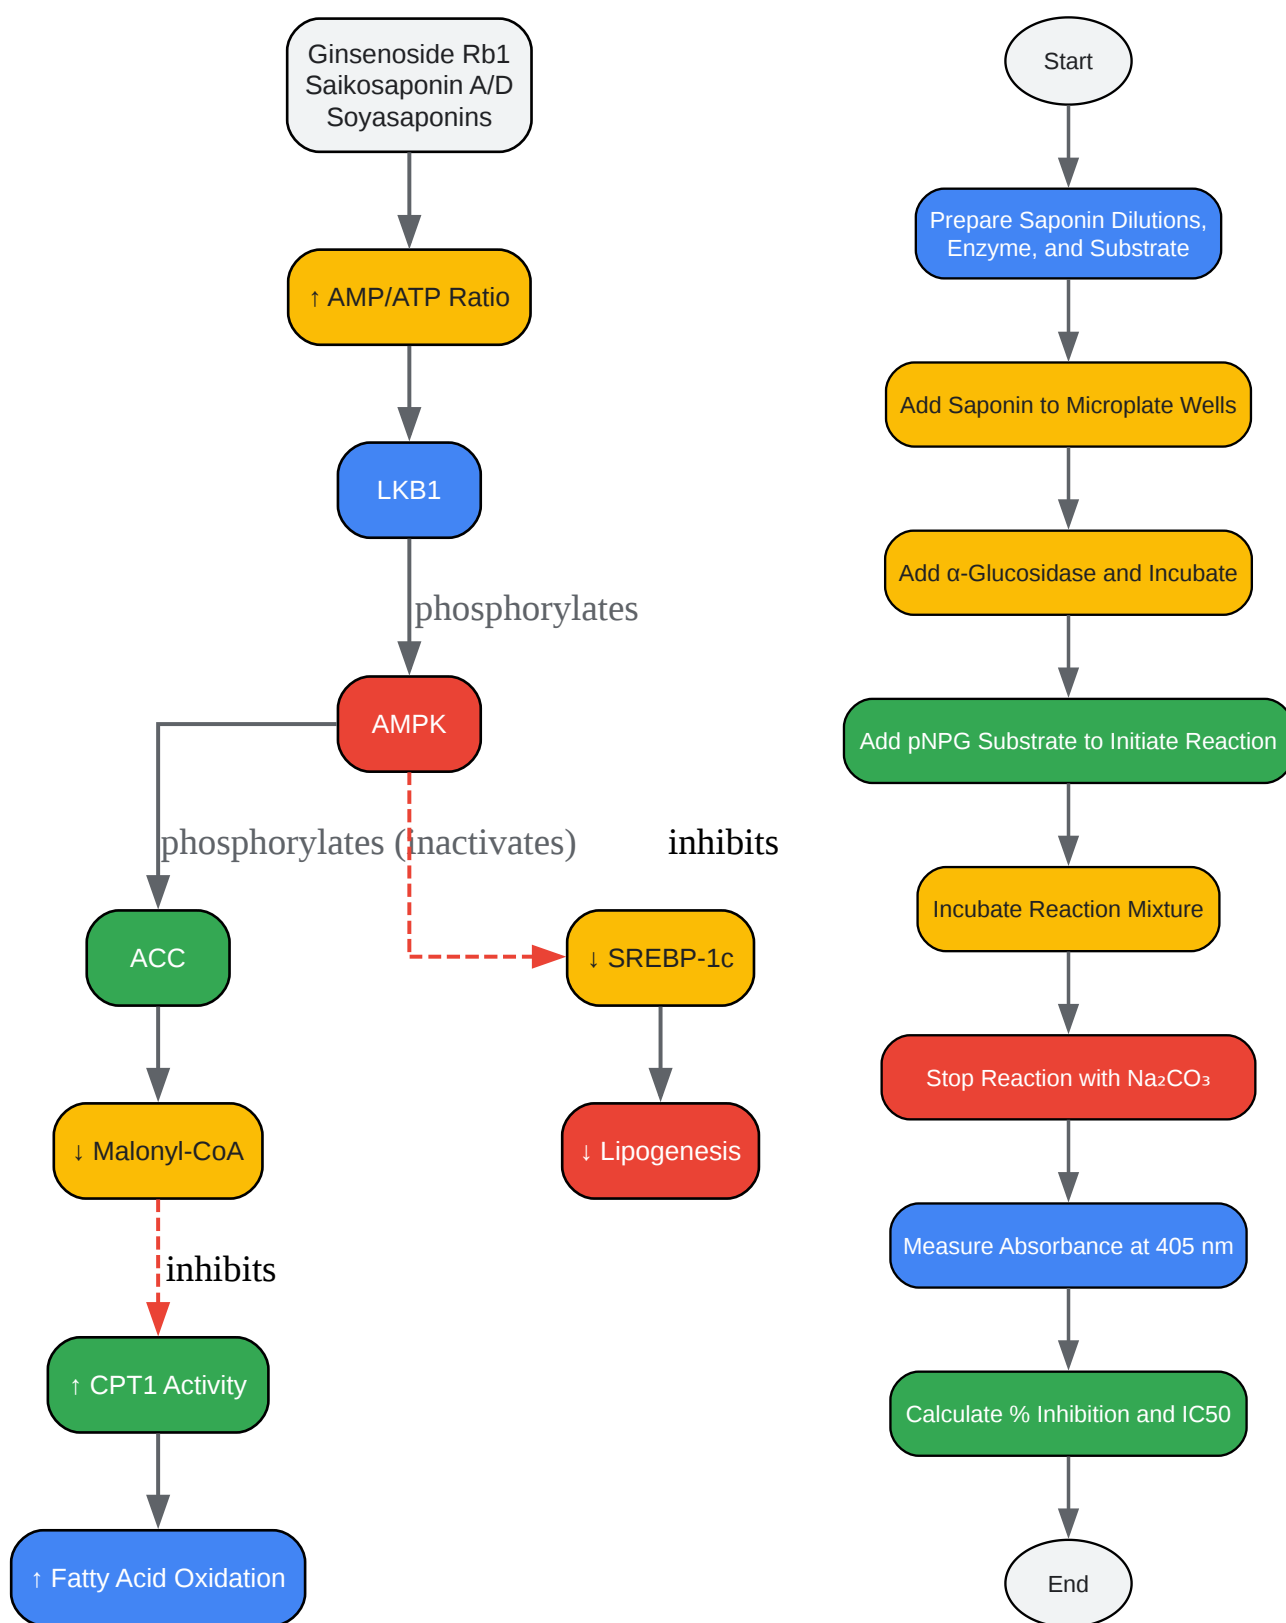 Ginsenoside Rb1
Saikosaponin A/D
Soyasaponins
↑ AMP/ATP Ratio
LKB1
phosphorylates
AMPK
phosphorylates (inactivates)
inhibits
ACC
↓ SREBP-1c
↓ Malonyl-CoA
↓ Lipogenesis
inhibits
↑ CPT1 Activity
↑ Fatty Acid Oxidation
Start
Prepare Saponin Dilutions,
Enzyme, and Substrate
Add Saponin to Microplate Wells
Add α-Glucosidase and Incubate
Add pNPG Substrate to Initiate Reaction
Incubate Reaction Mixture
Stop Reaction with Na₂CO₃
Measure Absorbance at 405 nm
Calculate % Inhibition and IC50
End